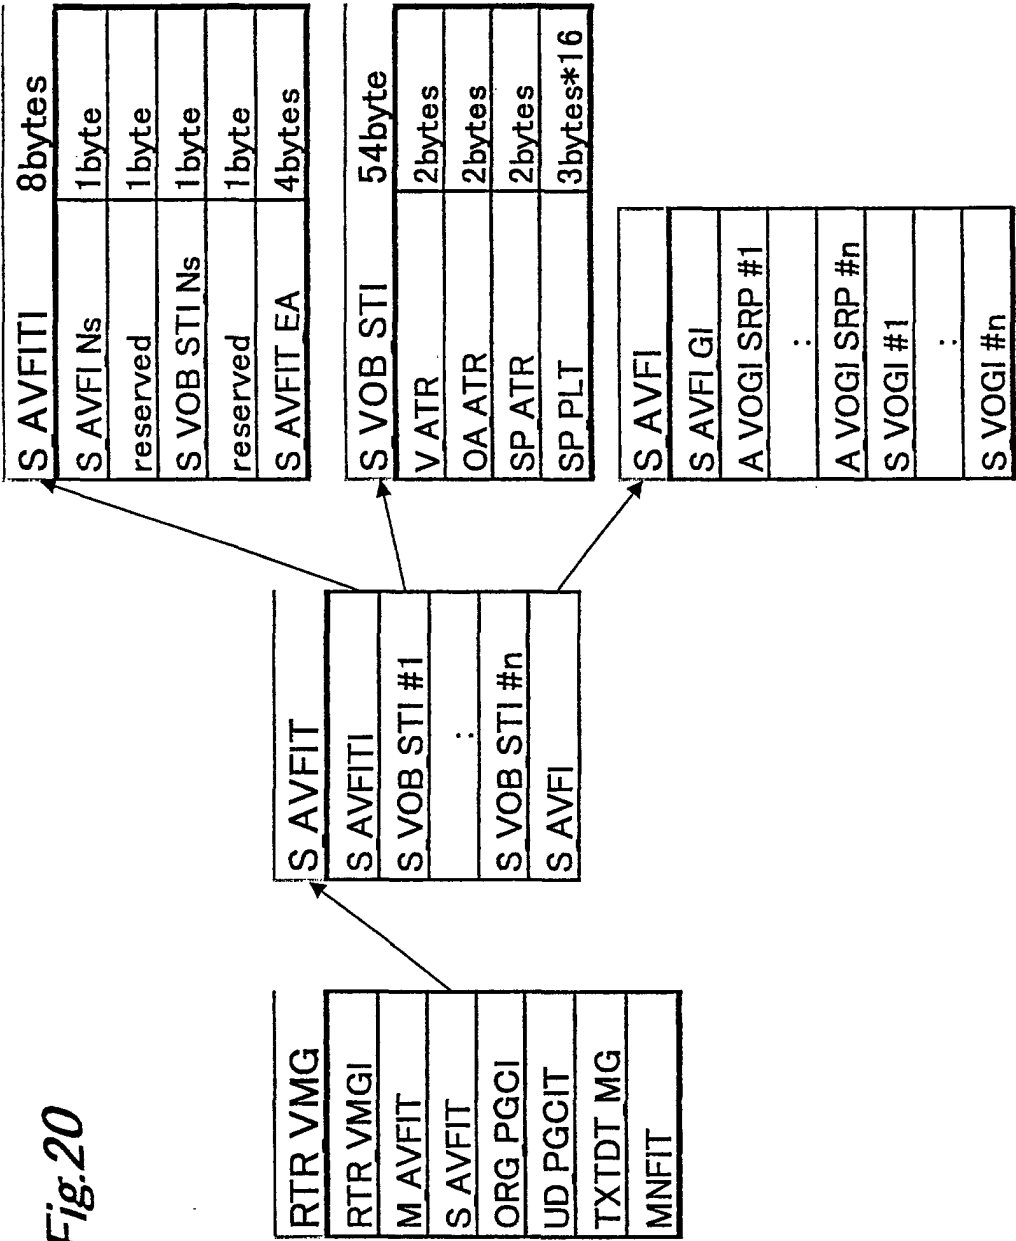 Fig.20
RTR VMG
RTR VMGI
M AVFIT
S AVFIT
ORG PGCI
UD PGCIT
TXTDT MG
MNFIT
S AVFIT
S AVFITI
S VOB STI #1
:
S VOB STI #n
S AVFI
S AVFITI 8bytes
S AVFI Ns 1byte
reserved 1byte
S VOB STI Ns 1byte
reserved 1byte
S AVFIT EA 4bytes
S VOB STI 54byte
V ATR 2bytes
OA ATR 2bytes
SP ATR 2bytes
SP PLT 3bytes*16
S AVFI
S AVFI GI
A VOGI SRP #1
:
A VOGI SRP #n
S VOGI #1
:
S VOGI #n